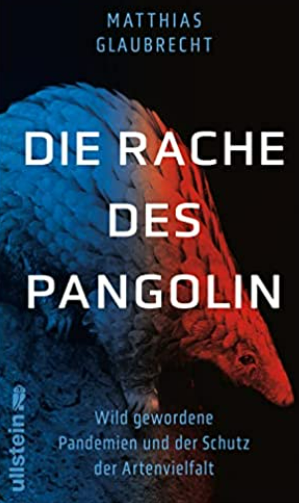 MATTHIAS
GLAUBRECHT
DIE RACHE
DES
PANGOLIN
Wild gewordene
Pandemien und der Schutz
der Artenvielfalt
ullstein